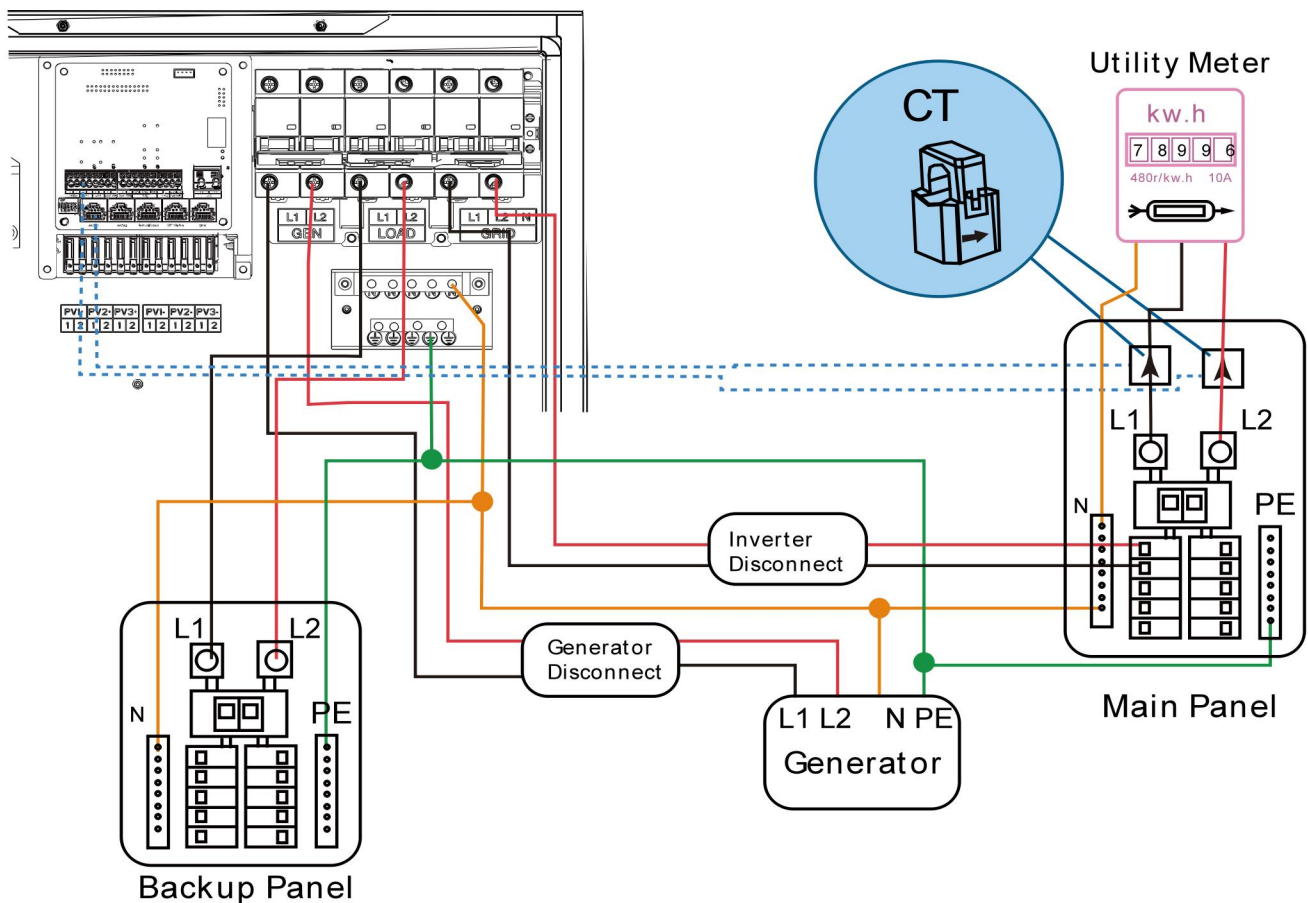 Utility Meter
CT
kw.h
7 8 9 9 6
480r/kw.h 10A
L1 L2
GEN
L1 L2
LOAD
L1 L2 N
GRID
PV1- PV2- PV3-
1 2 1 2 1 2
PV1- PV2- PV3-
1 2 1 2 1 2
L1
L2
N
PE
Inverter
Disconnect
Main Panel
L1
L2
N
PE
Generator
Disconnect
L1 L2 N PE
Generator
Backup Panel